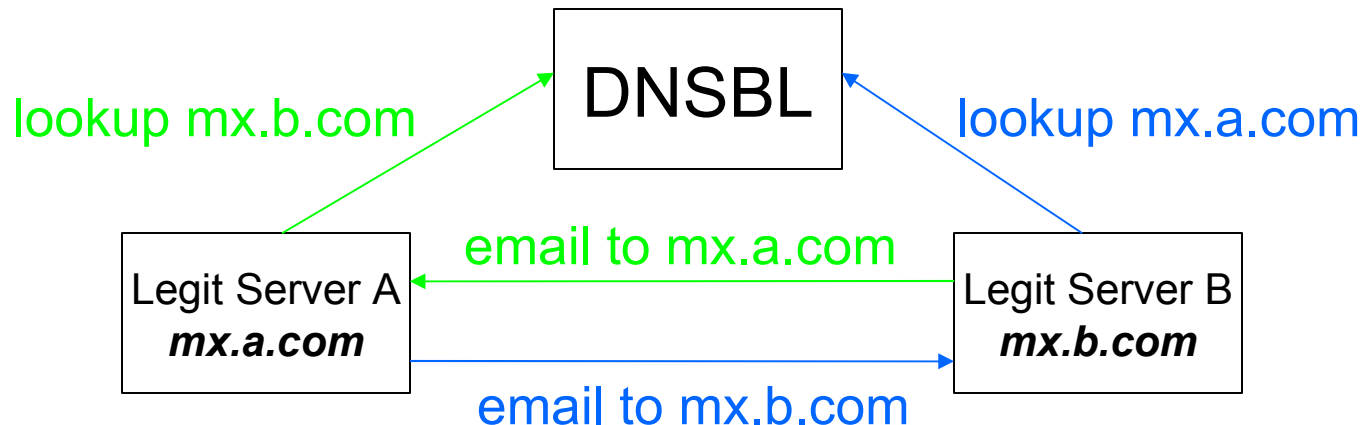 DNSBL
lookup mx.b.com
lookup mx.a.com
email to mx.a.com
Legit Server A
mx.a.com
Legit Server B
mx.b.com
email to mx.b.com